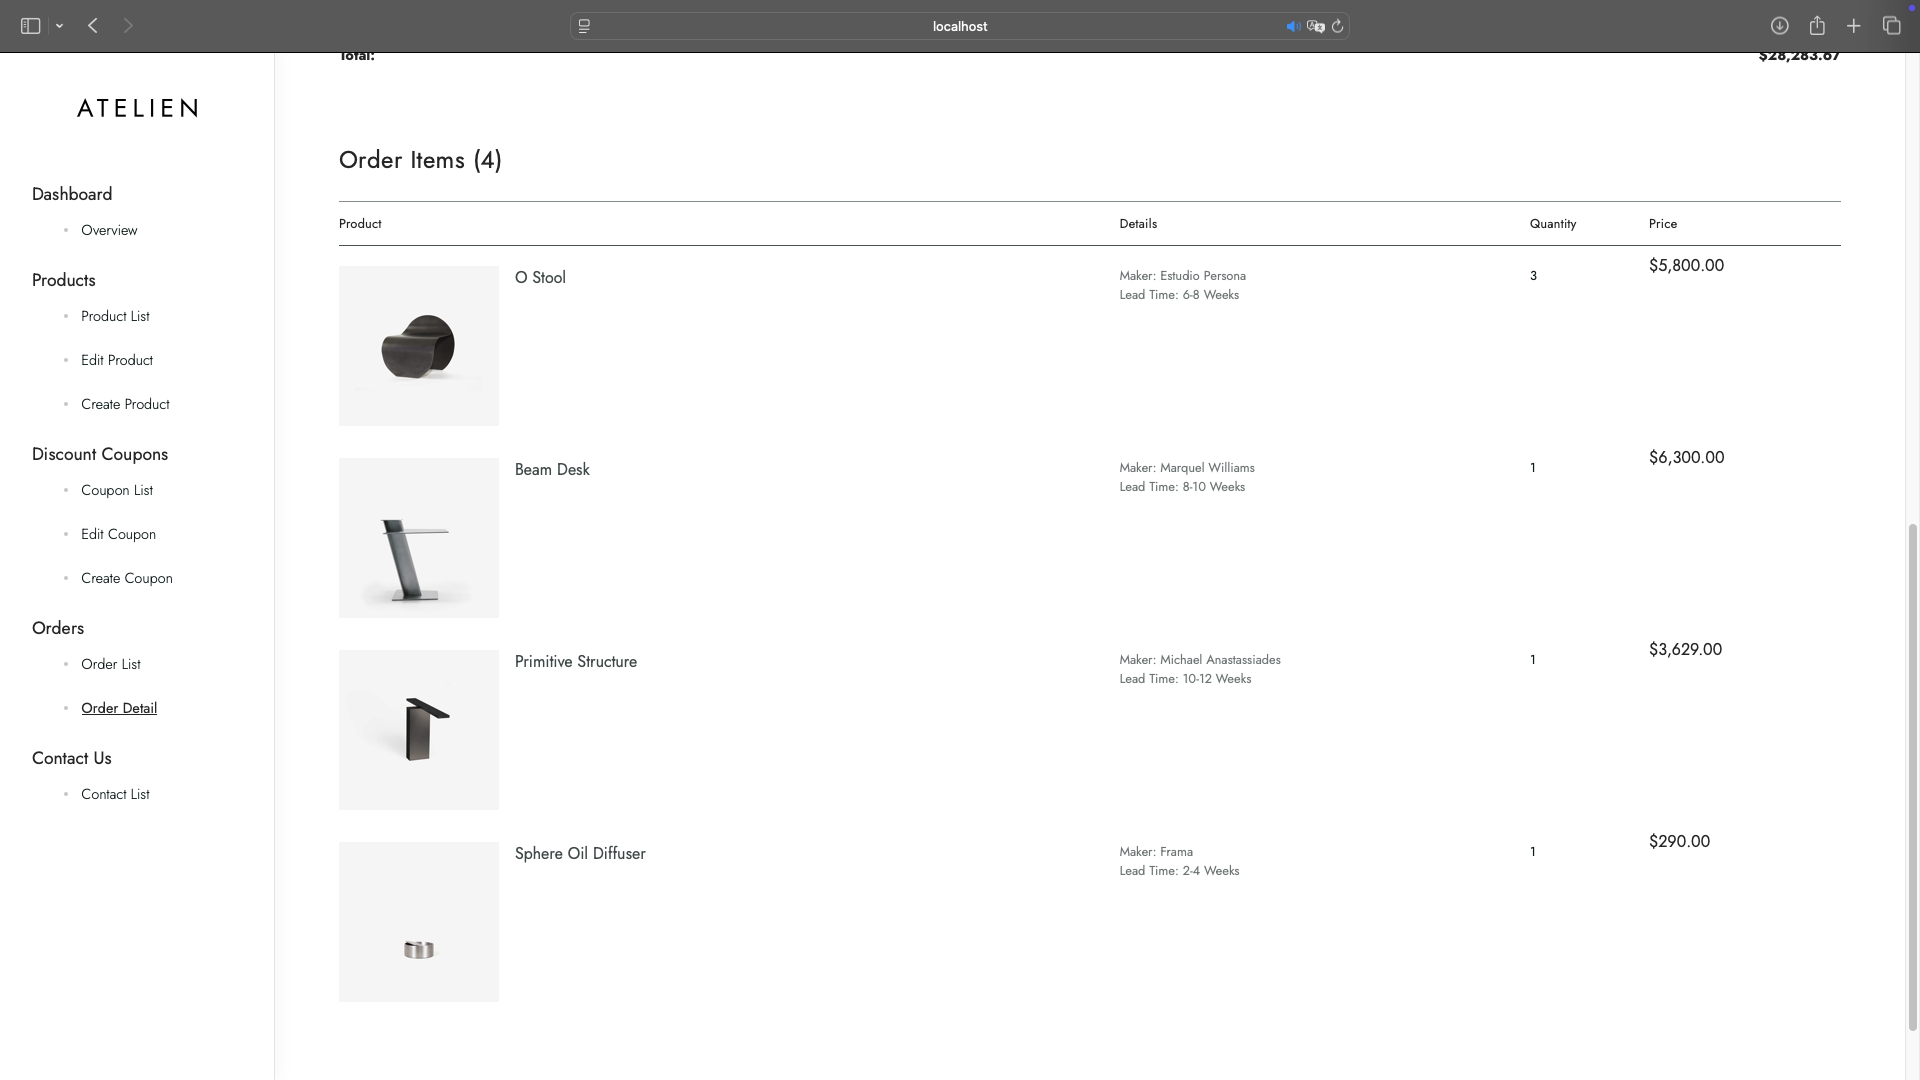 localhost
Total:
$28,283.67
ATELIEN
Dashboard
Overview
Products
Product List
Edit Product
Create Product
Discount Coupons
Coupon List
Edit Coupon
Create Coupon
Orders
Order List
Order Detail
Contact Us
Contact List
Order Items (4)
Product Details Quantity Price
O Stool
Maker: Estudio Persona
Lead Time: 6-8 Weeks
3
$5,800.00
Beam Desk
Maker: Marquel Williams
Lead Time: 8-10 Weeks
1
$6,300.00
Primitive Structure
Maker: Michael Anastassiades
Lead Time: 10-12 Weeks
1
$3,629.00
Sphere Oil Diffuser
Maker: Frama
Lead Time: 2-4 Weeks
1
$290.00